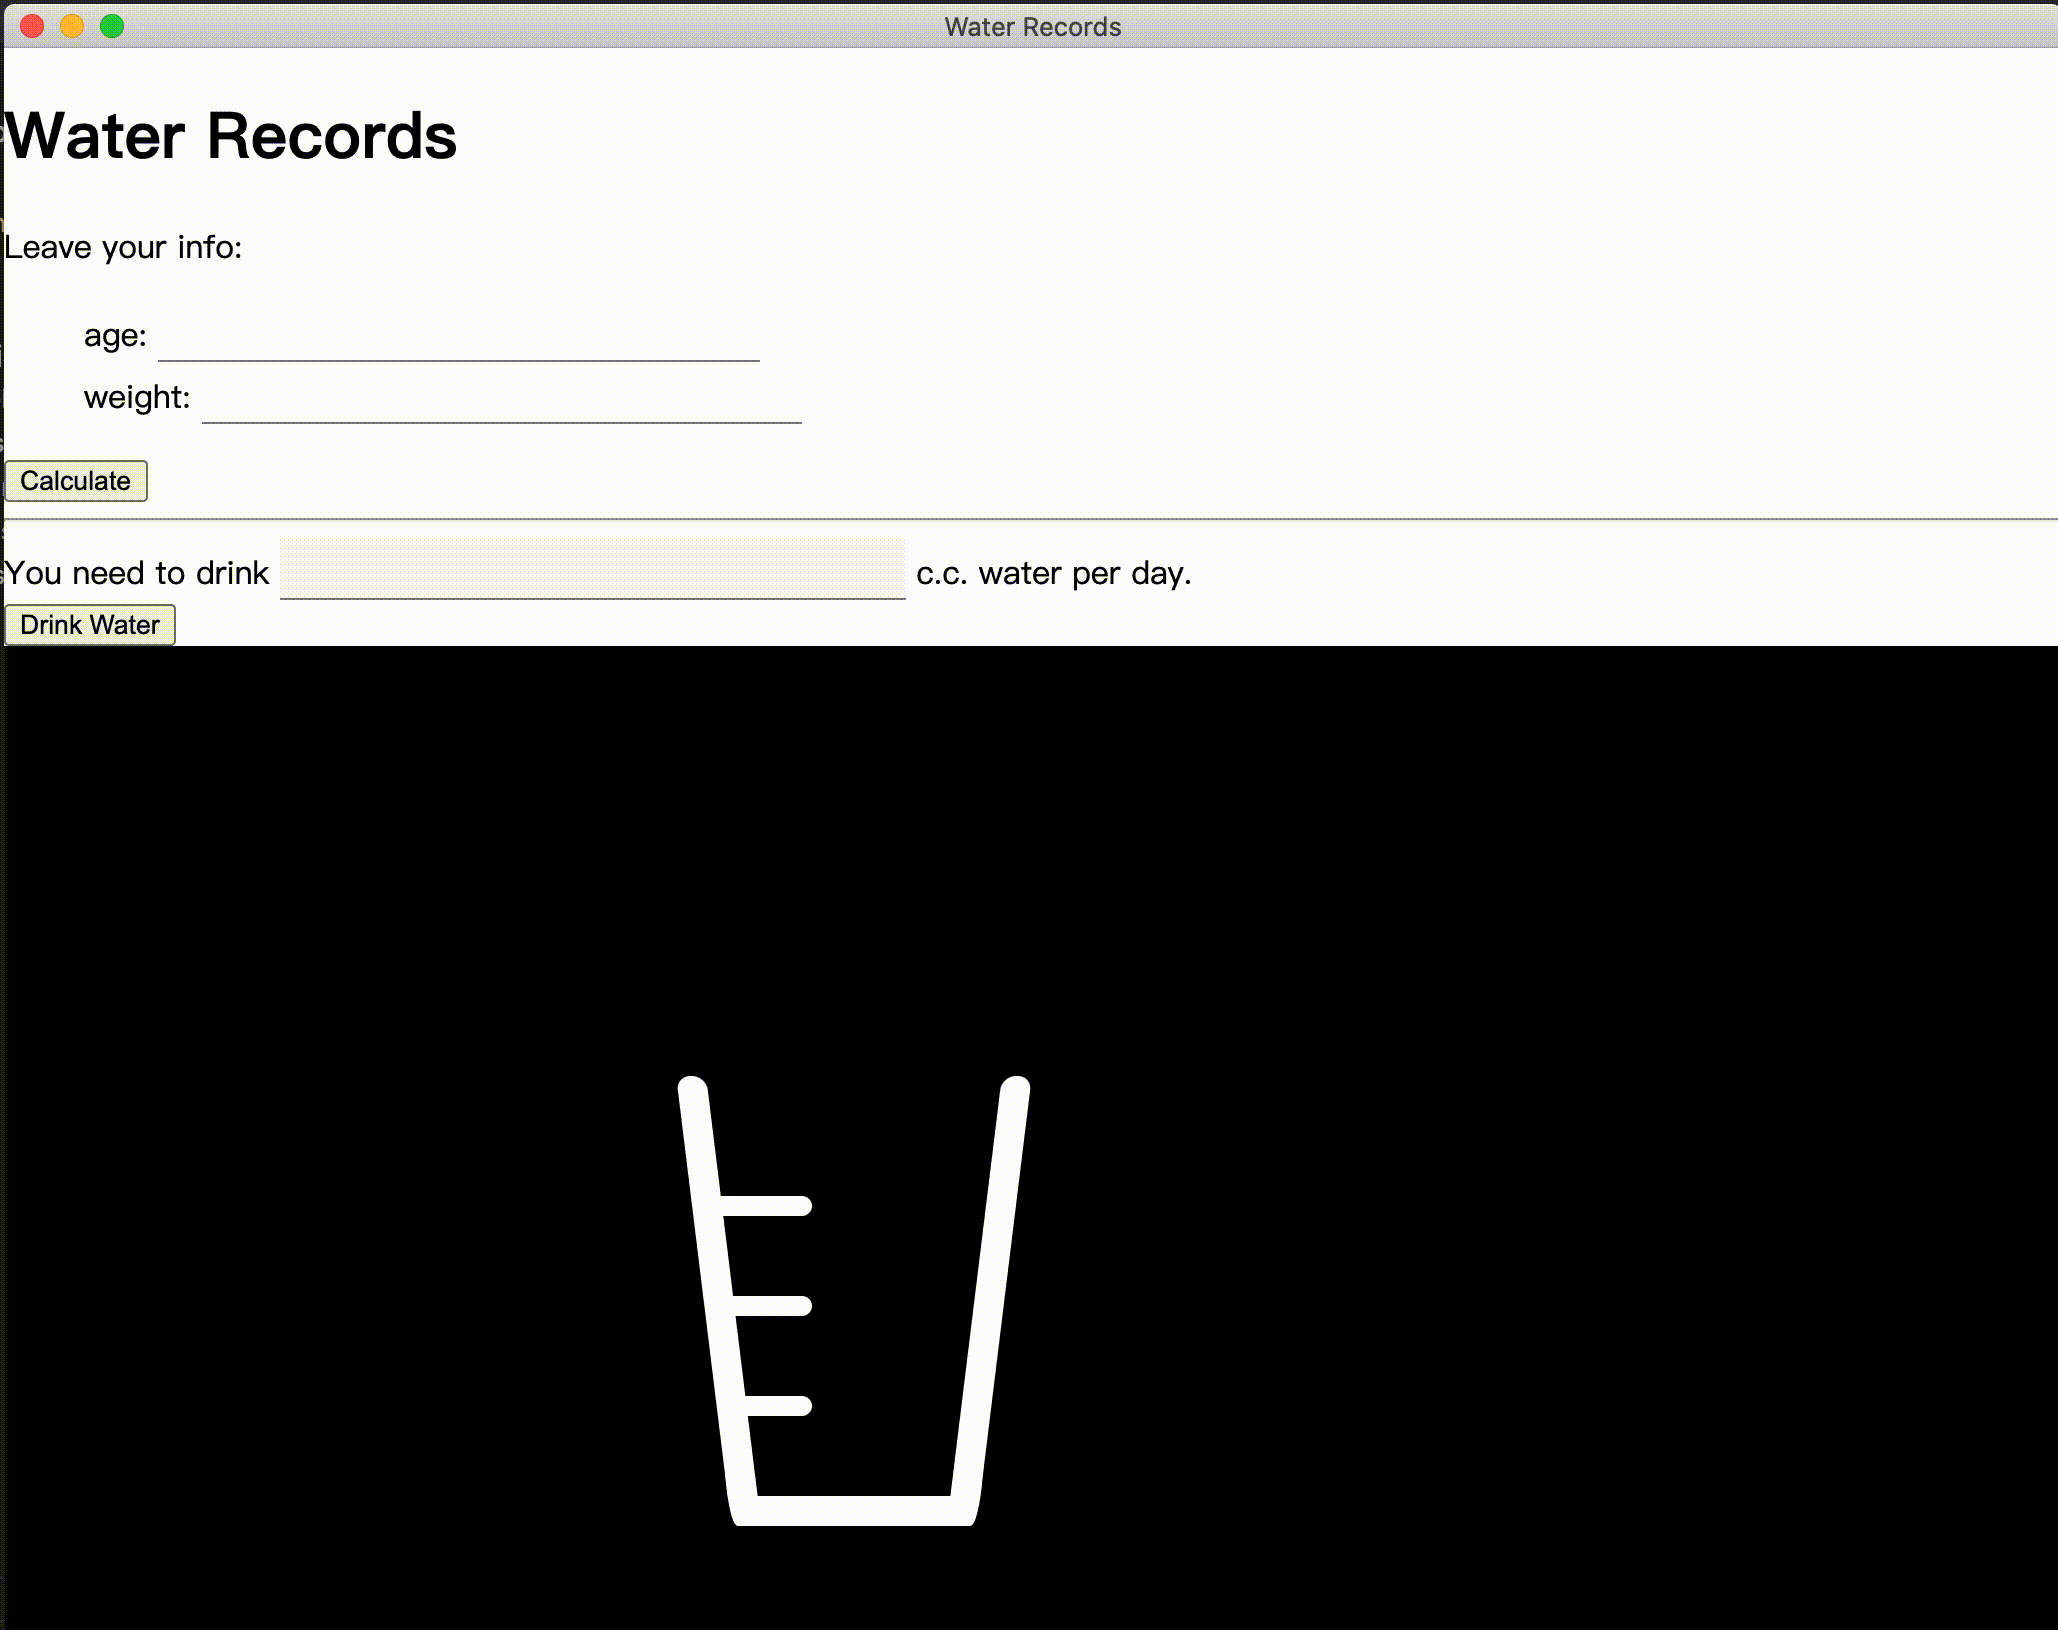 Water Records
Water Records
Leave your info:
age:
weight:
Calculate
You need to drink c.c. water per day.
Drink Water